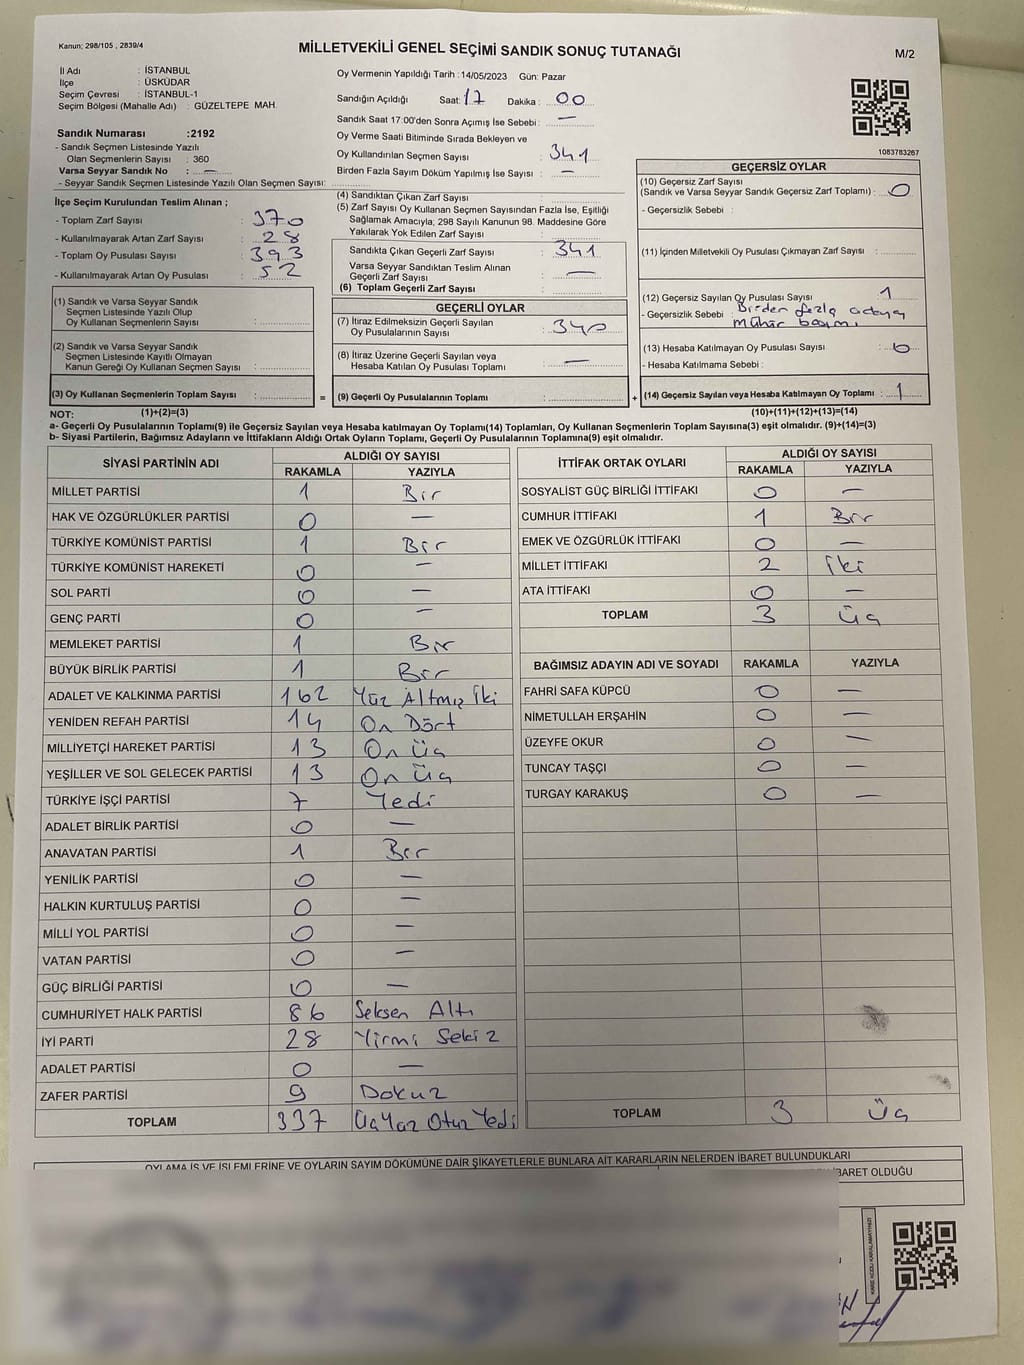 Kanun; 298/105 , 2839/4
MİLLETVEKİLİ GENEL SEÇİMİ SANDIK SONUÇ TUTANAĞI
M/2
İl Adı : İSTANBUL
İlçe : ÜSKÜDAR
Seçim Çevresi : İSTANBUL-1
Seçim Bölgesi (Mahalle Adı) : GÜZELTEPE MAH.
Sandık Numarası :2192
- Sandık Seçmen Listesinde Yazılı
Olan Seçmenlerin Sayısı : 360
Varsa Seyyar Sandık No : —
- Seyyar Sandık Seçmen Listesinde Yazılı Olan Seçmen Sayısı:
İlçe Seçim Kurulundan Teslim Alınan ;
- Toplam Zarf Sayısı : 370
- Kullanılmayarak Artan Zarf Sayısı : 28
- Toplam Oy Pusulası Sayısı : 393
- Kullanılmayarak Artan Oy Pusulası : 52
(1) Sandık ve Varsa Seyyar Sandık
Seçmen Listesinde Yazılı Olup
Oy Kullanan Seçmenlerin Sayısı :
(2) Sandık ve Varsa Seyyar Sandık
Seçmen Listesinde Kayıtlı Olmayan
Kanun Gereği Oy Kullanan Seçmen Sayısı :
(3) Oy Kullanan Seçmenlerin Toplam Sayısı : =
Oy Vermenin Yapıldığı Tarih : 14/05/2023 Gün: Pazar
Sandığın Açıldığı Saat: 17 Dakika : 00
Sandık Saat 17:00'den Sonra Açımış İse Sebebi : —
Oy Verme Saati Bitiminde Sırada Bekleyen ve
Oy Kullandırılan Seçmen Sayısı : 341
Birden Fazla Sayım Döküm Yapılmış İse Sayısı : —
(4) Sandıktan Çıkan Zarf Sayısı :
(5) Zarf Sayısı Oy Kullanan Seçmen Sayısından Fazla İse, Eşitliği
Sağlamak Amacıyla; 298 Sayılı Kanunun 98. Maddesine Göre
Yakılarak Yok Edilen Zarf Sayısı :
Sandıkta Çıkan Geçerli Zarf Sayısı : 341
Varsa Seyyar Sandıktan Teslim Alınan
Geçerli Zarf Sayısı : —
(6) Toplam Geçerli Zarf Sayısı :
GEÇERLİ OYLAR
(7) İtiraz Edilmeksizin Geçerli Sayılan
Oy Pusulalarının Sayısı : 340
(8) İtiraz Üzerine Geçerli Sayılan veya
Hesaba Katılan Oy Pusulası Toplamı : —
(9) Geçerli Oy Pusulalarının Toplamı : +
1083783267
GEÇERSİZ OYLAR
(10) Geçersiz Zarf Sayısı
(Sandık ve Varsa Seyyar Sandık Geçersiz Zarf Toplamı) : 0
- Geçersizlik Sebebi :
(11) İçinden Milletvekili Oy Pusulası Çıkmayan Zarf Sayısı :
(12) Geçersiz Sayılan Oy Pusulası Sayısı 1
- Geçersizlik Sebebi : Birden fazla adaya
mühür basımı
(13) Hesaba Katılmayan Oy Pusulası Sayısı : 0
- Hesaba Katılmama Sebebi :
(14) Geçersiz Sayılan veya Hesaba Katılmayan Oy Toplamı : 1
NOT: (1)+(2)=(3) (10)+(11)+(12)+(13)=(14)
a- Geçerli Oy Pusulalarının Toplamı(9) ile Geçersiz Sayılan veya Hesaba katılmayan Oy Toplamı(14) Toplamları, Oy Kullanan Seçmenlerin Toplam Sayısına(3) eşit olmalıdır. (9)+(14)=(3)
b- Siyasi Partilerin, Bağımsız Adayların ve İttifakların Aldığı Ortak Oyların Toplamı, Geçerli Oy Pusulalarının Toplamına(9) eşit olmalıdır.
SİYASİ PARTİNİN ADI ALDIĞI OY SAYISI
RAKAMLA YAZIYLA
MİLLET PARTİSİ 1 Bir
HAK VE ÖZGÜRLÜKLER PARTİSİ 0 —
TÜRKİYE KOMÜNİST PARTİSİ 1 Bir
TÜRKİYE KOMÜNİST HAREKETİ 0 —
SOL PARTİ 0 —
GENÇ PARTİ 0 —
MEMLEKET PARTİSİ 1 Bir
BÜYÜK BİRLİK PARTİSİ 1 Bir
ADALET VE KALKINMA PARTİSİ 162 Yüz Altmış İki
YENİDEN REFAH PARTİSİ 14 On Dört
MİLLİYETÇİ HAREKET PARTİSİ 13 On Üç
YEŞİLLER VE SOL GELECEK PARTİSİ 13 On Üç
TÜRKİYE İŞÇİ PARTİSİ 7 Yedi
ADALET BİRLİK PARTİSİ 0 —
ANAVATAN PARTİSİ 1 Bir
YENİLİK PARTİSİ 0 —
HALKIN KURTULUŞ PARTİSİ 0 —
MİLLİ YOL PARTİSİ 0 —
VATAN PARTİSİ 0 —
GÜÇ BİRLİĞİ PARTİSİ 0 —
CUMHURİYET HALK PARTİSİ 86 Seksen Altı
İYİ PARTİ 28 Yirmi Sekiz
ADALET PARTİSİ 0 —
ZAFER PARTİSİ 9 Dokuz
TOPLAM 337 Üç Yüz Otuz Yedi
İTTİFAK ORTAK OYLARI ALDIĞI OY SAYISI
RAKAMLA YAZIYLA
SOSYALİST GÜÇ BİRLİĞİ İTTİFAKI 0 —
CUMHUR İTTİFAKI 1 Bir
EMEK VE ÖZGÜRLÜK İTTİFAKI 0 —
MİLLET İTTİFAKI 2 İki
ATA İTTİFAKI 0 —
TOPLAM 3 Üç
BAĞIMSIZ ADAYIN ADI VE SOYADI RAKAMLA YAZIYLA
FAHRİ SAFA KÜPCÜ 0 —
NİMETULLAH ERŞAHİN 0 —
ÜZEYFE OKUR 0 —
TUNCAY TAŞÇI 0 —
TURGAY KARAKUŞ 0 —
TOPLAM 3 Üç
OYLAMA İŞ VE İŞLEMLERİNE VE OYLARIN SAYIM DÖKÜMÜNE DAİR ŞİKAYETLERLE BUNLARA AİT KARARLARIN NELERDEN İBARET BULUNDUKLARI
İBARET OLDUĞU
KARE KODU KARALAMAYINIZ!